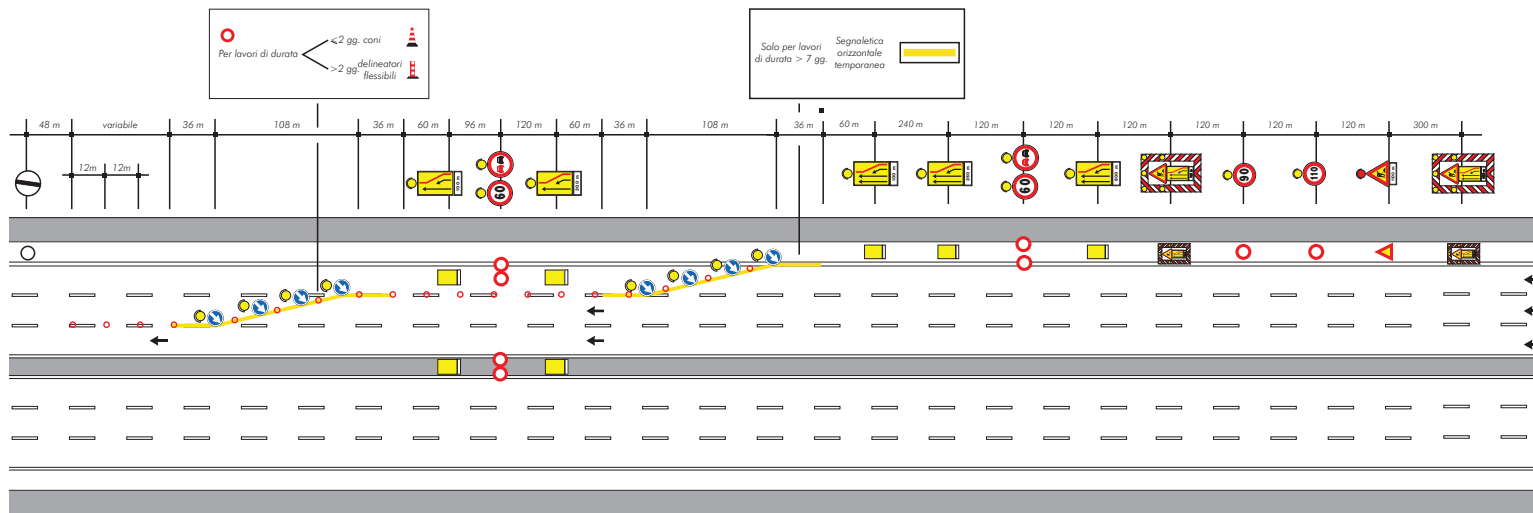 Per lavori di durata
⩽2 gg. coni
>2 gg. delineatori
flessibili
Solo per lavori
di durata > 7 gg.
Segnaletica
orizzontale
temporanea
48 m
variabile
36 m
108 m
36 m
60 m
96 m
120 m
60 m
36 m
108 m
36 m
60 m
240 m
120 m
120 m
120 m
120 m
120 m
120 m
300 m
12m
12m
60
60
90
110